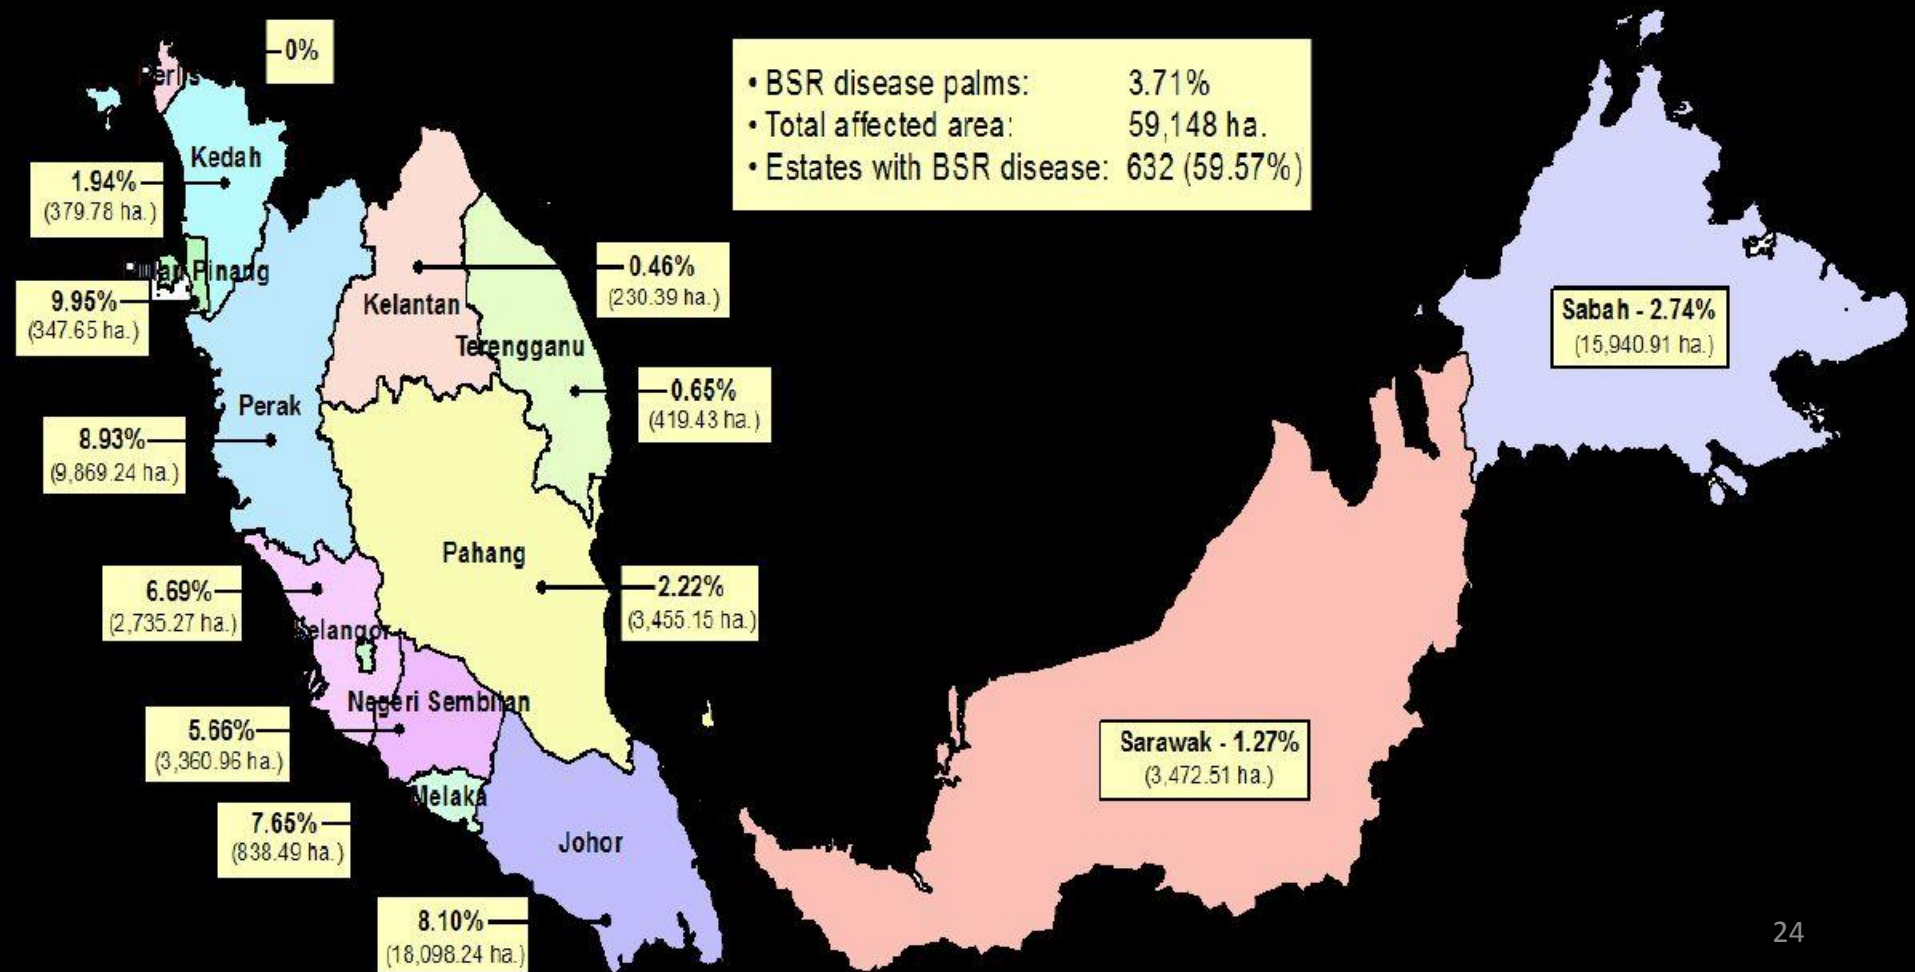 0%
• BSR disease palms: 3.71%
• Total affected area: 59,148 ha.
• Estates with BSR disease: 632 (59.57%)
Perlis
Kedah
1.94%
(379.78 ha.)
Pulau Pinang
9.95%
(347.65 ha.)
Kelantan
0.46%
(230.39 ha.)
Terengganu
0.65%
(419.43 ha.)
Perak
8.93%
(9,869.24 ha.)
Pahang
2.22%
(3,455.15 ha.)
6.69%
(2,735.27 ha.)
Selangor
Negeri Sembilan
5.66%
(3,360.96 ha.)
Melaka
7.65%
(838.49 ha.)
Johor
8.10%
(18,098.24 ha.)
Sabah - 2.74%
(15,940.91 ha.)
Sarawak - 1.27%
(3,472.51 ha.)
24